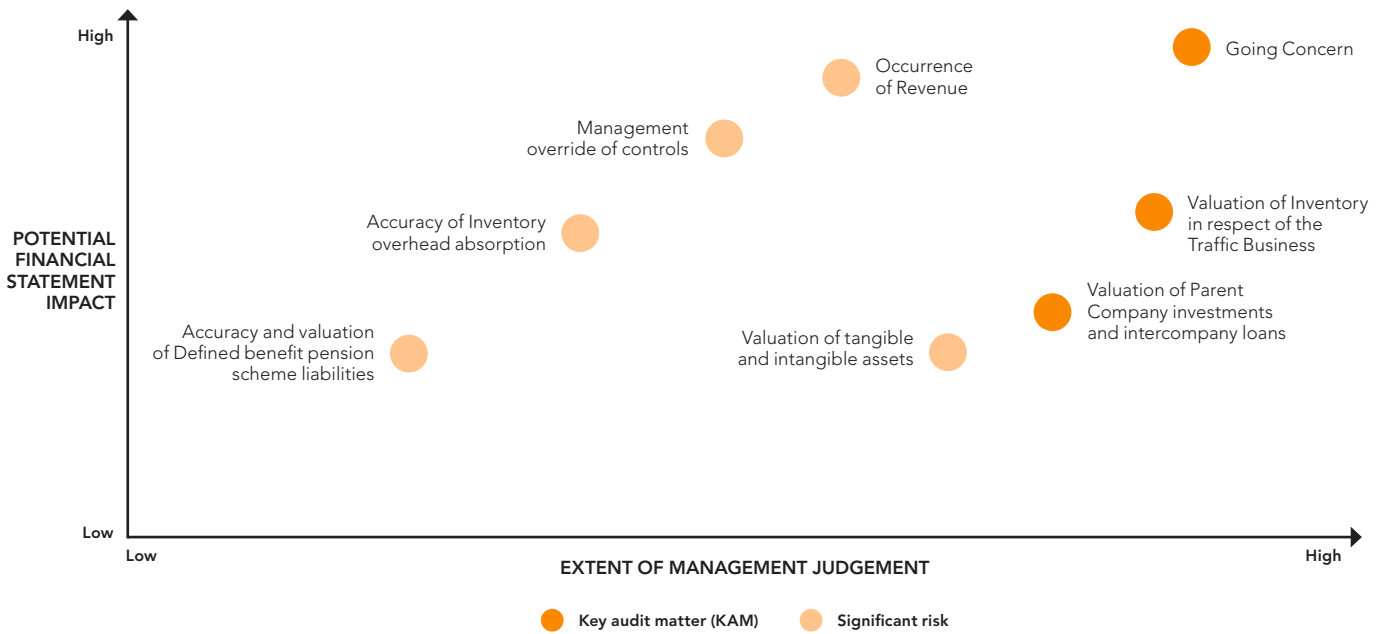 High
Going Concern
Occurrence
of Revenue
Management
override of controls
Accuracy of Inventory
overhead absorption
Valuation of Inventory
in respect of the
Traffic Business
POTENTIAL
FINANCIAL
STATEMENT
IMPACT
Valuation of Parent
Company investments
and intercompany loans
Accuracy and valuation
of Defined benefit pension
scheme liabilities
Valuation of tangible
and intangible assets
Low
Low
High
EXTENT OF MANAGEMENT JUDGEMENT
Key audit matter (KAM)
Significant risk